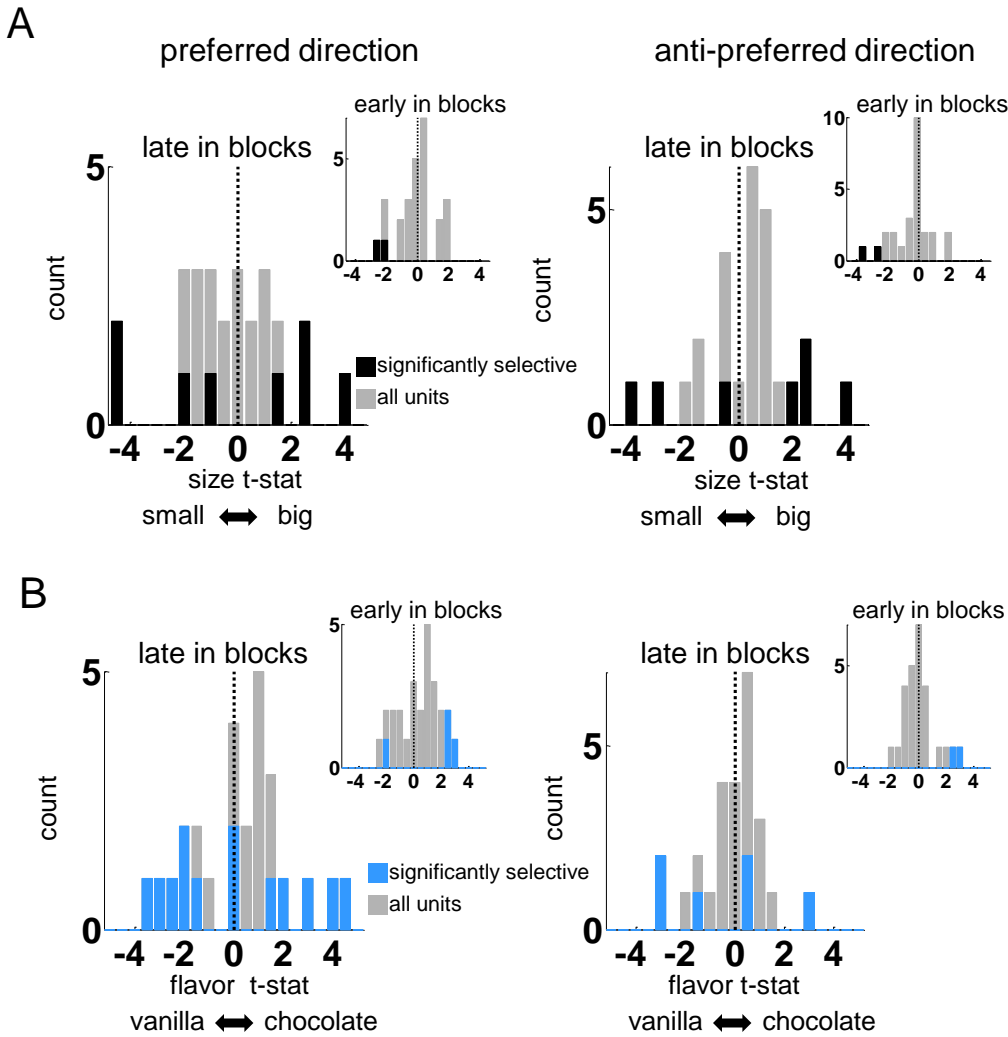 A
preferred direction
anti-preferred direction
early in blocks
early in blocks
late in blocks
late in blocks
5
0
-4 -2 0 2 4
5
0
-4 -2 0 2 4
5
0
-4 -2 0 2 4
10
5
0
-4 -2 0 2 4
count
count
significantly selective
all units
size t-stat
size t-stat
small big
small big
B
early in blocks
early in blocks
late in blocks
late in blocks
5
0
-4 -2 0 2 4
5
0
-4 -2 0 2 4
5
0
-4 -2 0 2 4
5
0
-4 -2 0 2 4
count
count
significantly selective
all units
flavor t-stat
flavor t-stat
vanilla chocolate
vanilla chocolate